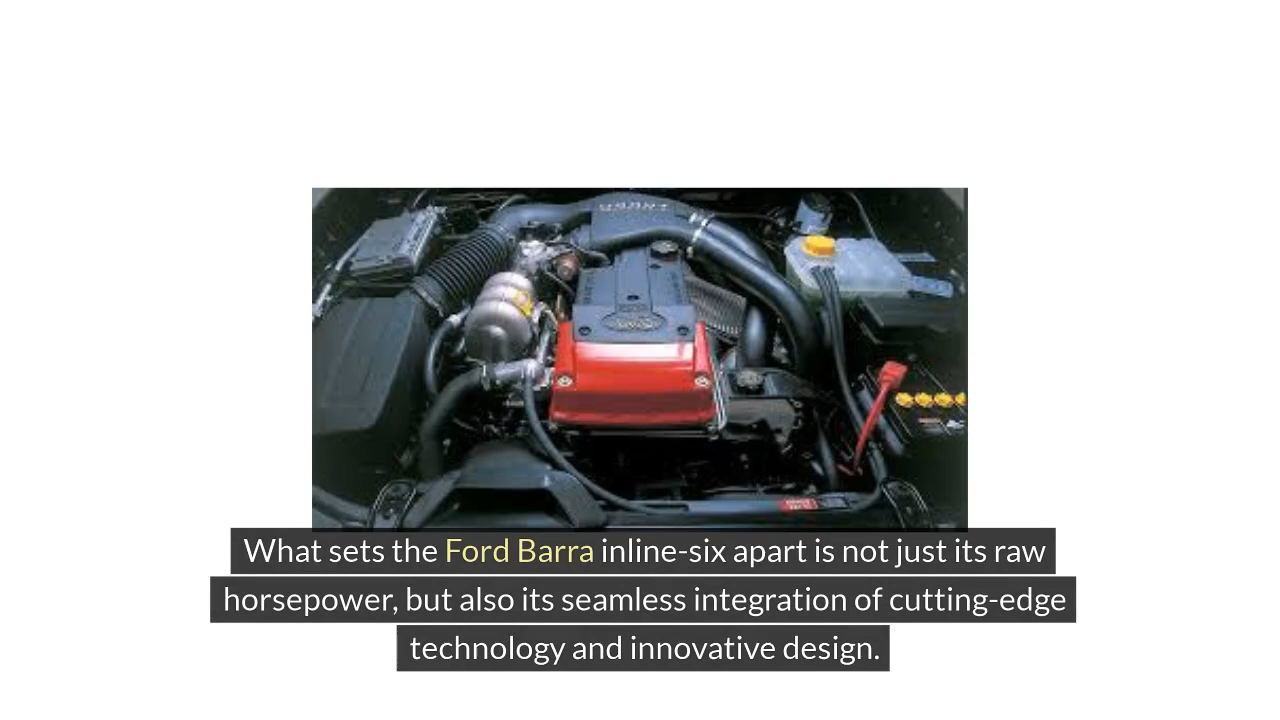 What sets the Ford Barra inline-six apart is not just its raw
horsepower, but also its seamless integration of cutting-edge
technology and innovative design.